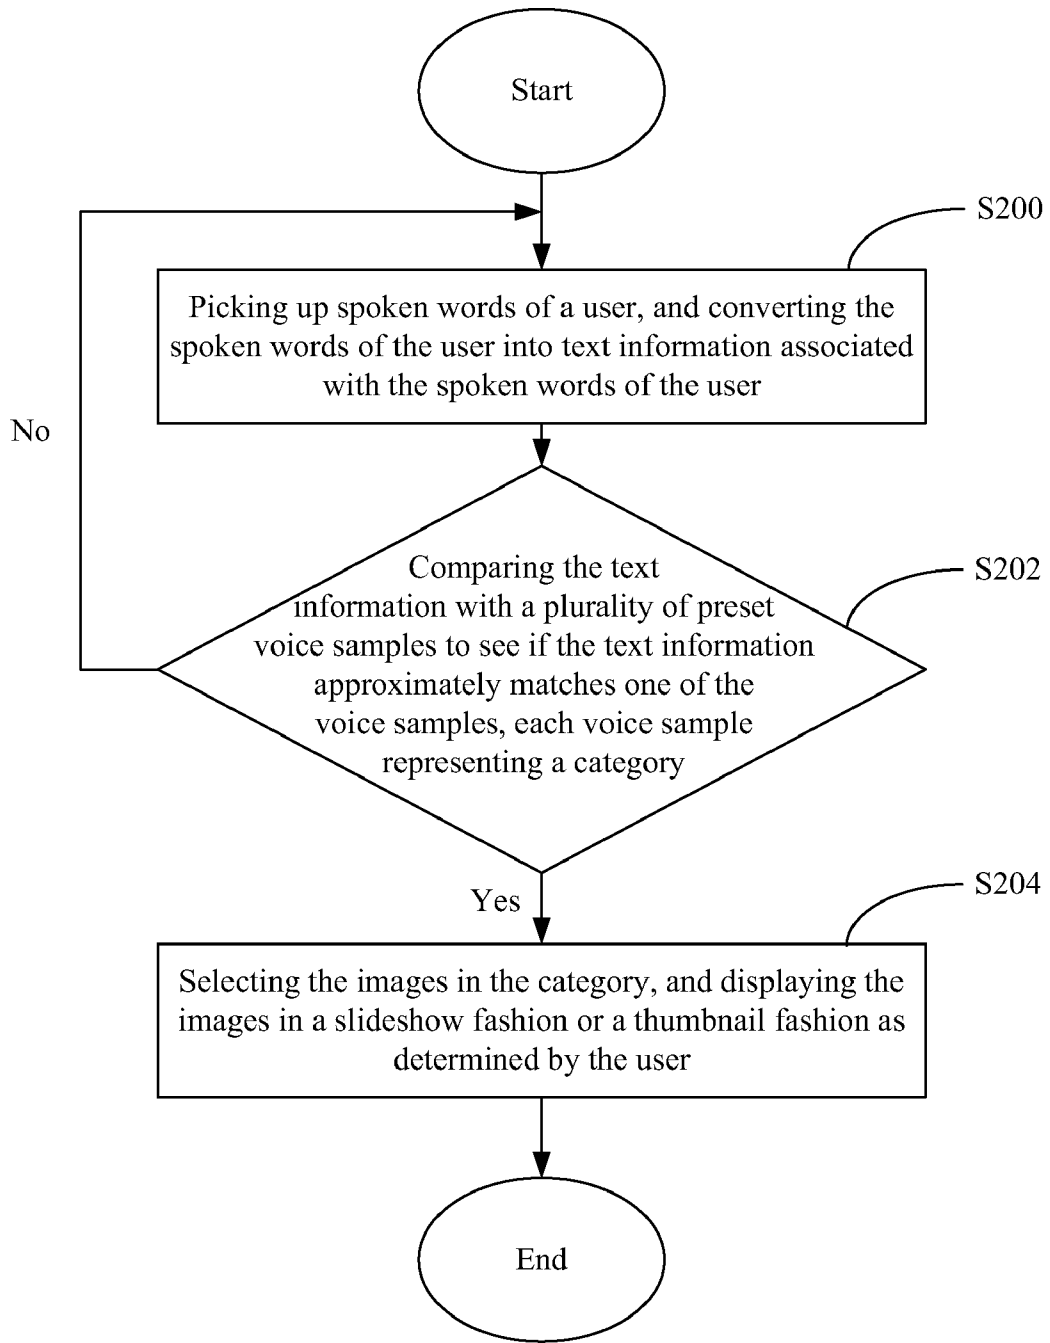 Start
S200
Picking up spoken words of a user, and converting the
spoken words of the user into text information associated
with the spoken words of the user
No
Comparing the text
information with a plurality of preset
voice samples to see if the text information
approximately matches one of the
voice samples, each voice sample
representing a category
S202
Yes
S204
Selecting the images in the category, and displaying the
images in a slideshow fashion or a thumbnail fashion as
determined by the user
End